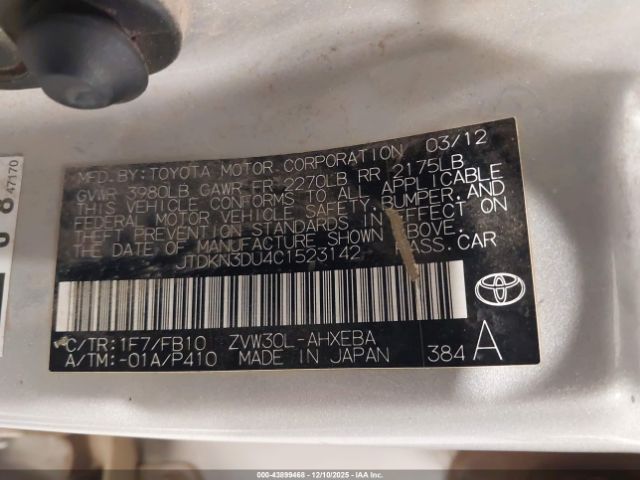 MFD.BY:TOYOTA MOTOR CORPORATION 03/12
GVWR 3980LB GAWR FR 2270LB RR 2175LB
THIS VEHICLE CONFORMS TO ALL APPLICABLE
FEDERAL MOTOR VEHICLE SAFETY,BUMPER,AND
THEFT PREVENTION STANDARDS IN EFFECT ON
THE DATE OF MANUFACTURE SHOWN ABOVE.
JTDKN3DU4C1523142 PASS.CAR
C/TR:1F7/FB10 ZVW30L-AHXEBA
A/TM:-01A/P410 MADE IN JAPAN 384 A
47170
000-43899468 - 12/10/2025 - IAAI.COM